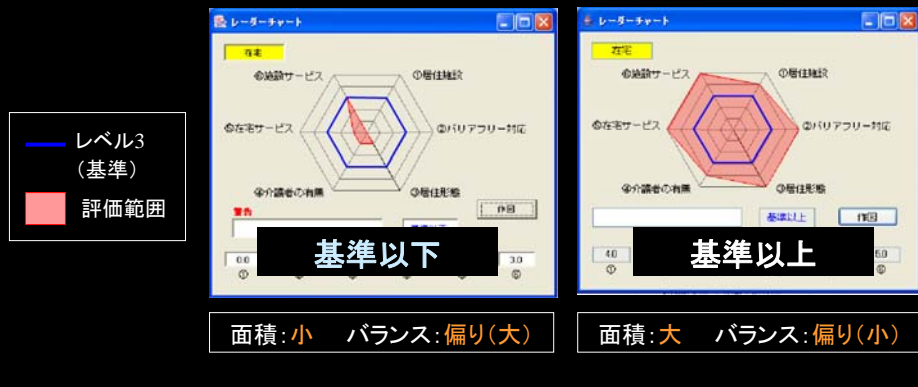 レーダーチャート
在宅
⑥施設サービス
①居住施設
⑤在宅サービス
②バリアフリー対応
④介護者の有無
③居住形態
警告
作図
基準以下
0.0
3.0
①
⑥
レーダーチャート
在宅
⑥施設サービス
①居住施設
⑤在宅サービス
②バリアフリー対応
④介護者の有無
③居住形態
基準以上
作図
基準以上
4.0
5.0
①
⑥
レベル3
(基準)
評価範囲
面積:小 バランス:偏り(大)
面積:大 バランス:偏り(小)